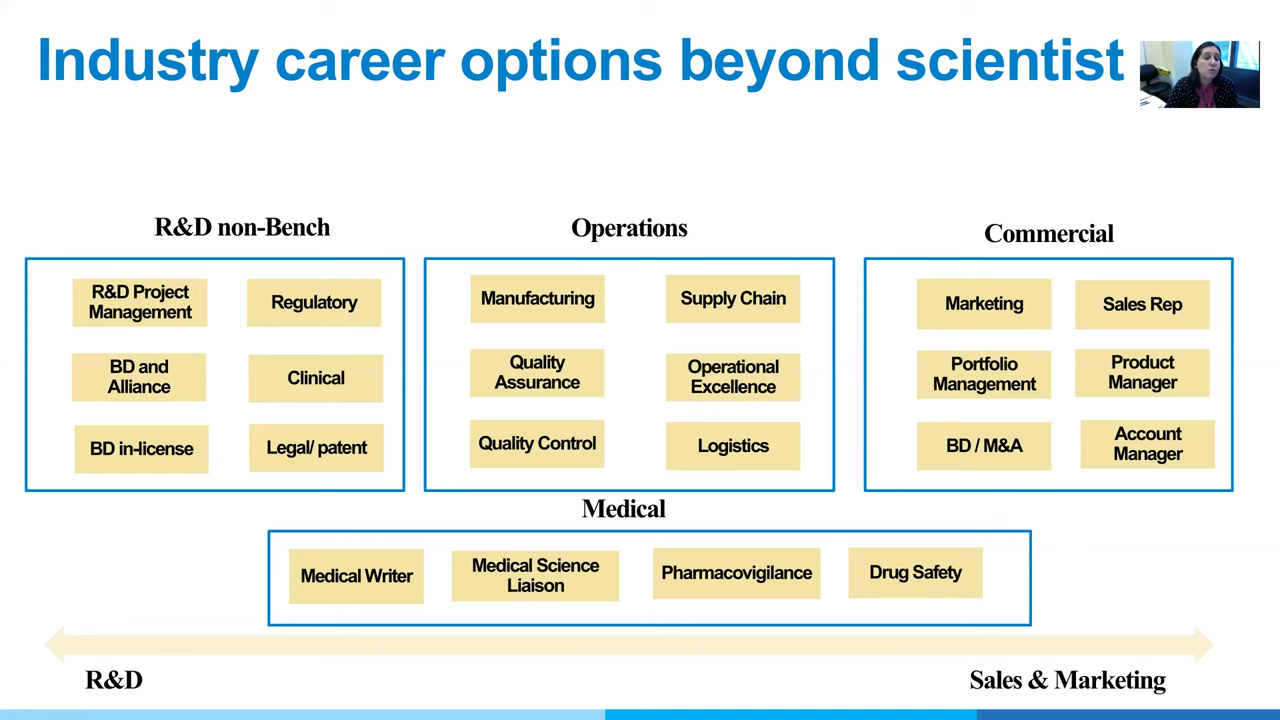 Industry career options beyond scientist
R&D non-Bench
R&D Project
Management
Regulatory
BD and
Alliance
Clinical
BD in-license
Legal/ patent
Operations
Manufacturing
Supply Chain
Quality
Assurance
Operational
Excellence
Quality Control
Logistics
Commercial
Marketing
Sales Rep
Portfolio
Management
Product
Manager
BD / M&A
Account
Manager
Medical
Medical Writer
Medical Science
Liaison
Pharmacovigilance
Drug Safety
R&D
Sales & Marketing